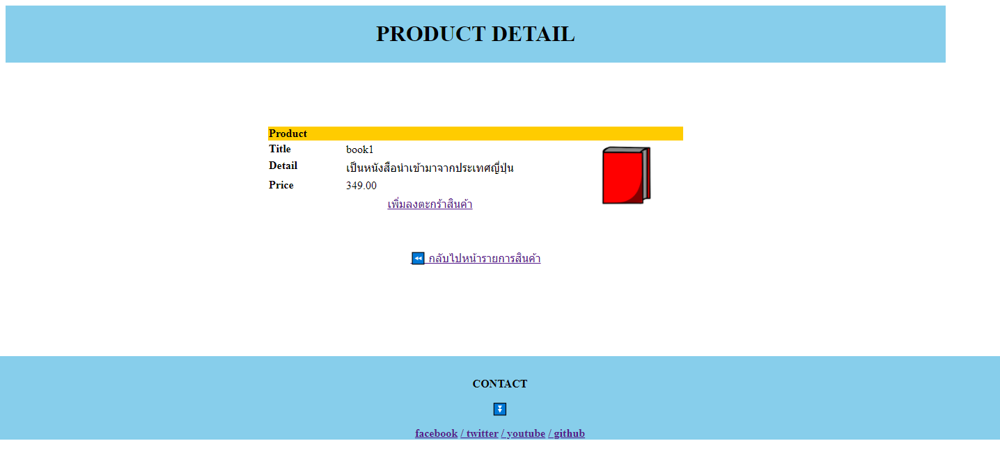 PRODUCT DETAIL
Product
Title book1
Detail เป็นหนังสือนำเข้ามาจากประเทศญี่ปุ่น
Price 349.00
เพิ่มลงตะกร้าสินค้า
⏪ กลับไปหน้ารายการสินค้า
CONTACT
⏬
facebook / twitter / youtube / github